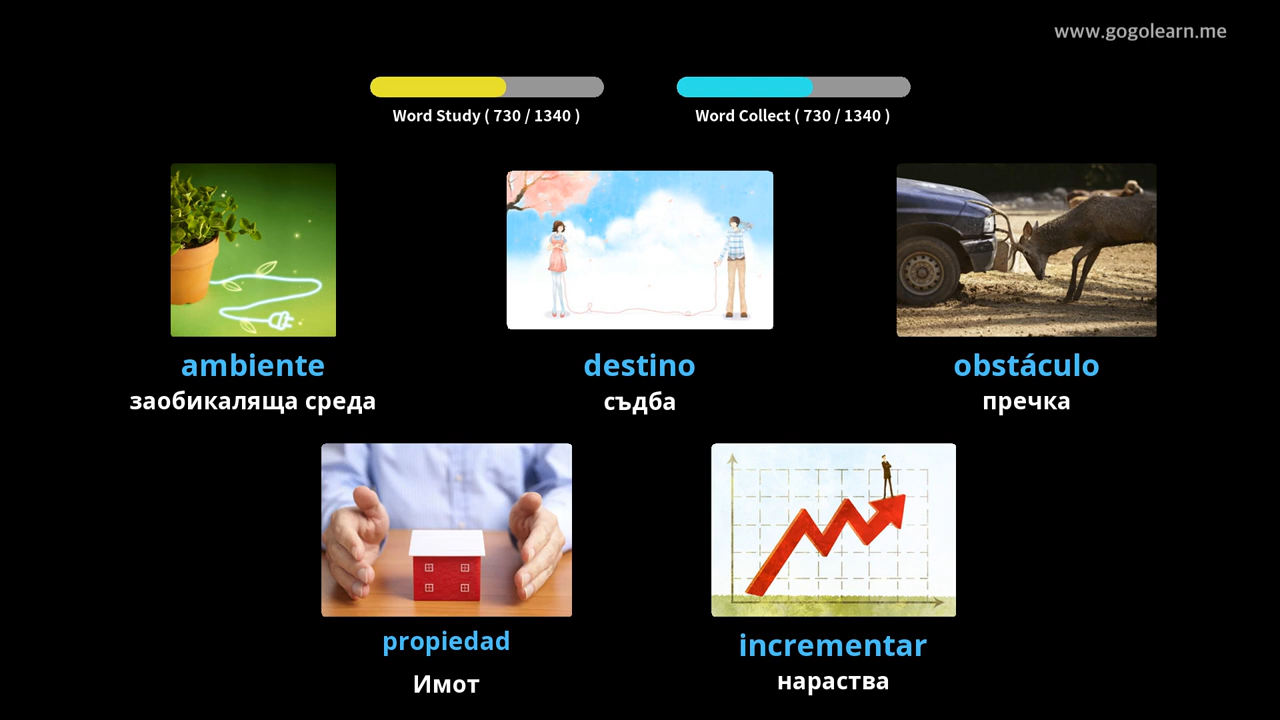 www.gogolearn.me
Word Study ( 730 / 1340 )
Word Collect ( 730 / 1340 )
ambiente
заобикаляща среда
destino
съдба
obstáculo
пречка
propiedad
Имот
incrementar
нараства